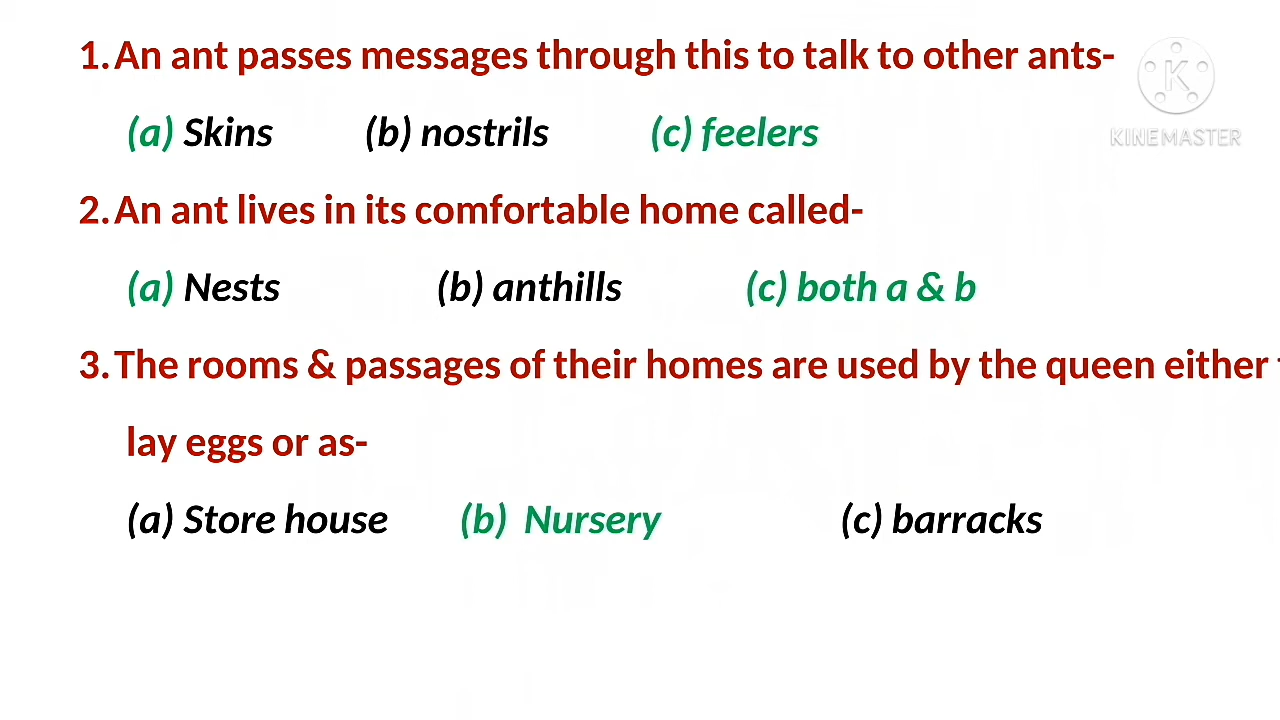 1. An ant passes messages through this to talk to other ants-
KINEMASTER
(a) Skins (b) nostrils (c) feelers
2. An ant lives in its comfortable home called-
(a) Nests (b) anthills (c) both a & b
3. The rooms & passages of their homes are used by the queen either
lay eggs or as-
(a) Store house (b) Nursery (c) barracks